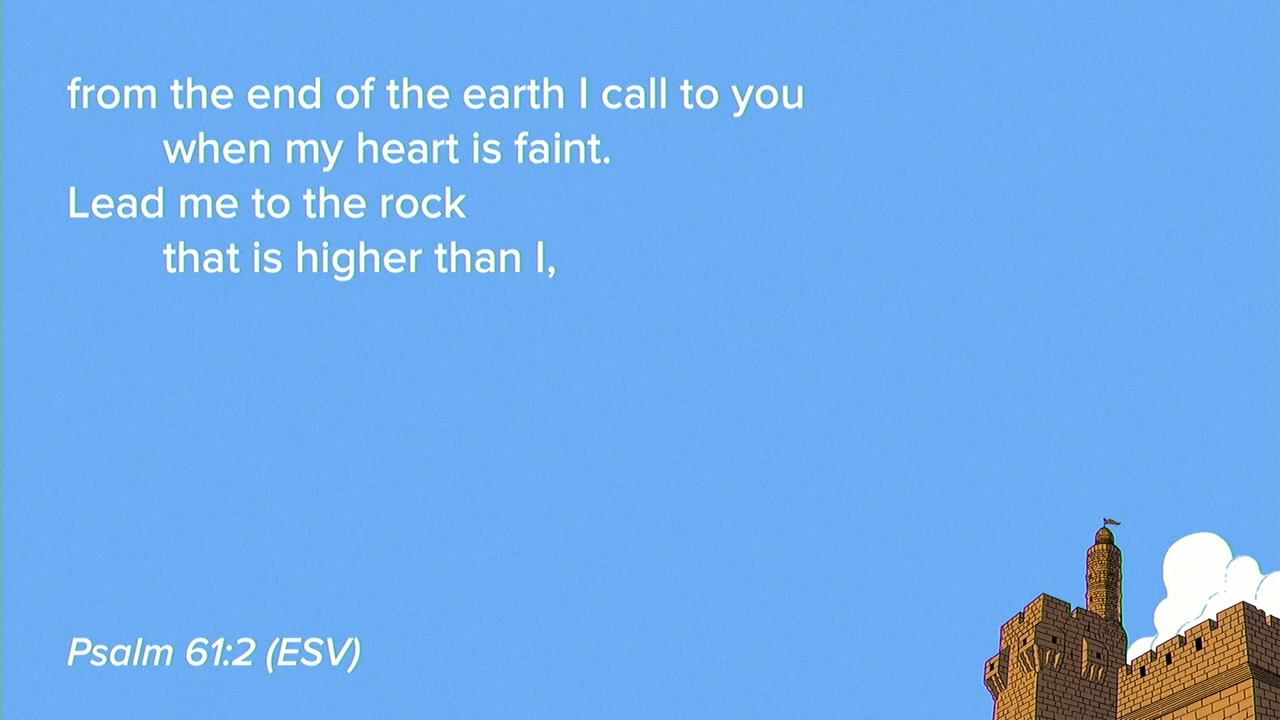 from the end of the earth I call to you
when my heart is faint.
Lead me to the rock
that is higher than I,
Psalm 61:2 (ESV)